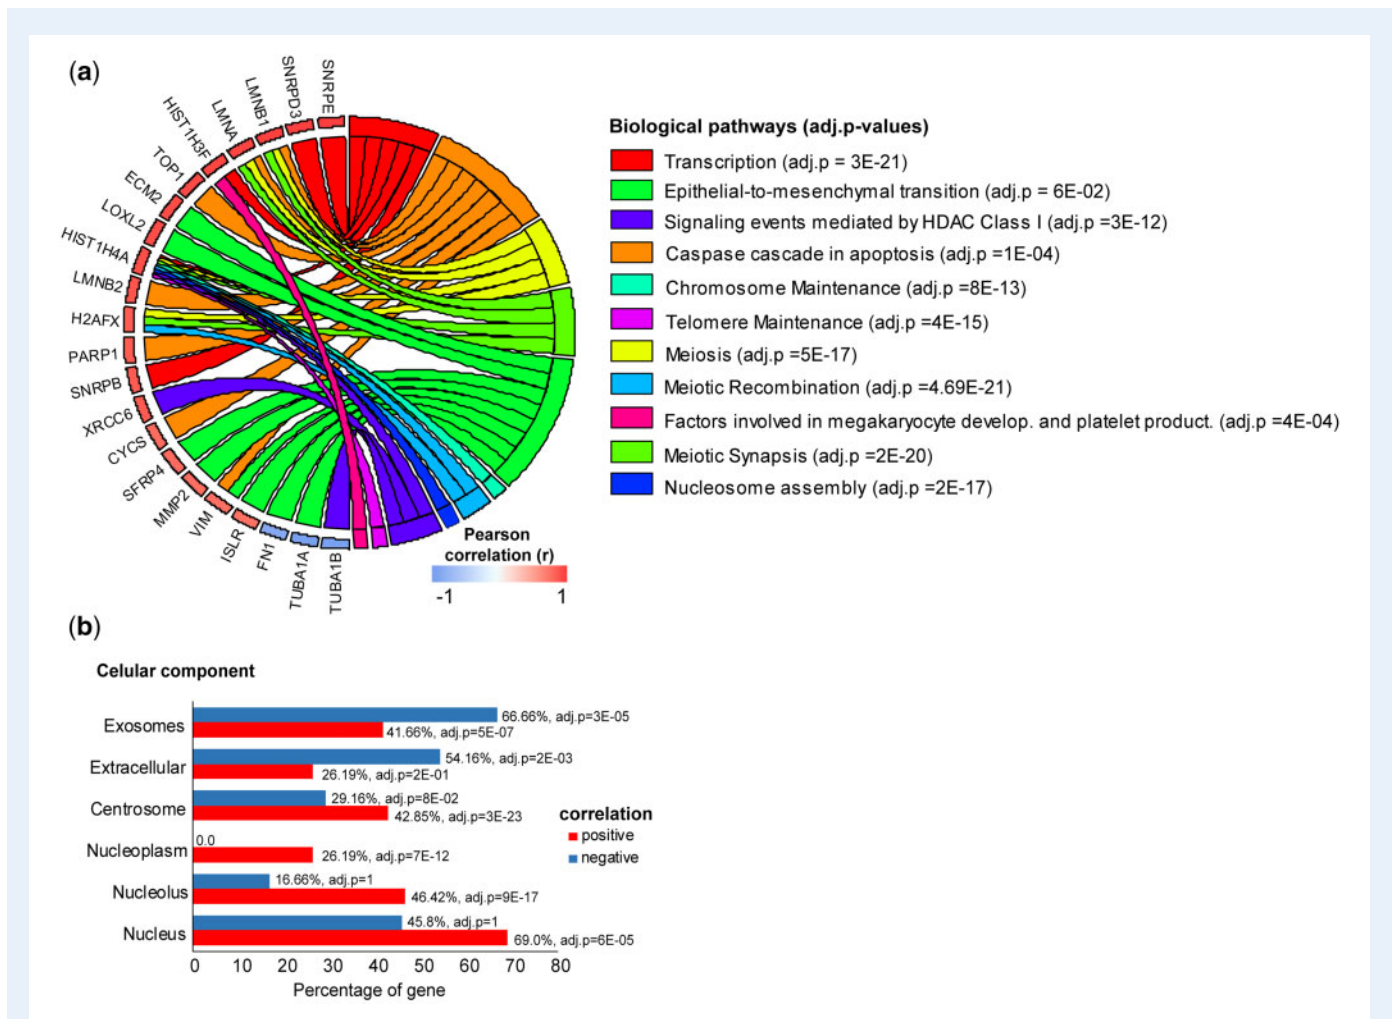 (a)
SNRPE
SNRPD3
LMNB1
LMNA
HIST1H3F
TOP1
ECM2
LOXL2
HIST1H4A
LMNB2
H2AFX
PARP1
SNRPB
XRCC6
CYCS
SFRP4
MMP2
VIM
ISLR
FN1
TUBA1A
TUBA1B
Pearson
correlation (r)
-1 1
Biological pathways (adj.p-values)
Transcription (adj.p = 3E-21)
Epithelial-to-mesenchymal transition (adj.p = 6E-02)
Signaling events mediated by HDAC Class I (adj.p =3E-12)
Caspase cascade in apoptosis (adj.p =1E-04)
Chromosome Maintenance (adj.p =8E-13)
Telomere Maintenance (adj.p =4E-15)
Meiosis (adj.p =5E-17)
Meiotic Recombination (adj.p =4.69E-21)
Factors involved in megakaryocyte develop. and platelet product. (adj.p =4E-04)
Meiotic Synapsis (adj.p =2E-20)
Nucleosome assembly (adj.p =2E-17)
(b)
Celular component
Exosomes
66.66%, adj.p=3E-05
41.66%, adj.p=5E-07
Extracellular
54.16%, adj.p=2E-03
26.19%, adj.p=2E-01
Centrosome
29.16%, adj.p=8E-02
42.85%, adj.p=3E-23
Nucleoplasm
0.0
26.19%, adj.p=7E-12
Nucleolus
16.66%, adj.p=1
46.42%, adj.p=9E-17
Nucleus
45.8%, adj.p=1
69.0%, adj.p=6E-05
correlation
positive
negative
0 10 20 30 40 50 60 70 80
Percentage of gene